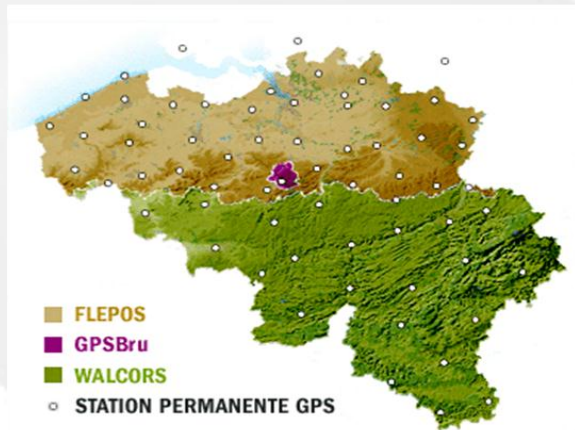 FLEPOS
GPSBru
WALCORS
STATION PERMANENTE GPS